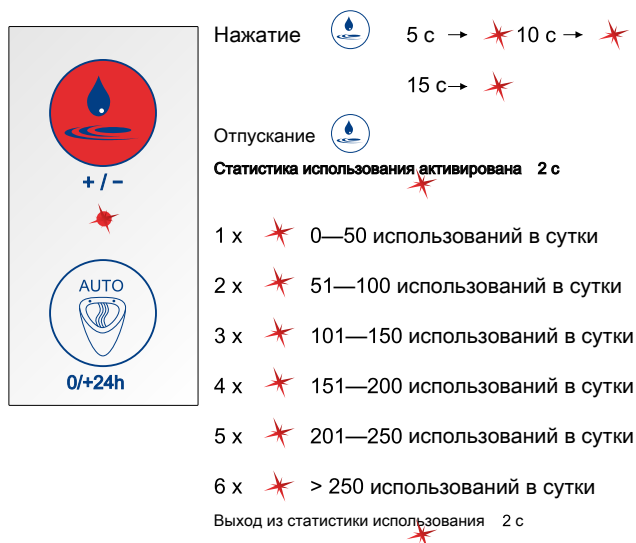 + / −
AUTO
0/+24h
Нажатие 5 с → 10 с →
15 с→
Отпускание
Статистика использования активирована 2 с
1 x 0—50 использований в сутки
2 x 51—100 использований в сутки
3 x 101—150 использований в сутки
4 x 151—200 использований в сутки
5 x 201—250 использований в сутки
6 x > 250 использований в сутки
Выход из статистики использования 2 с